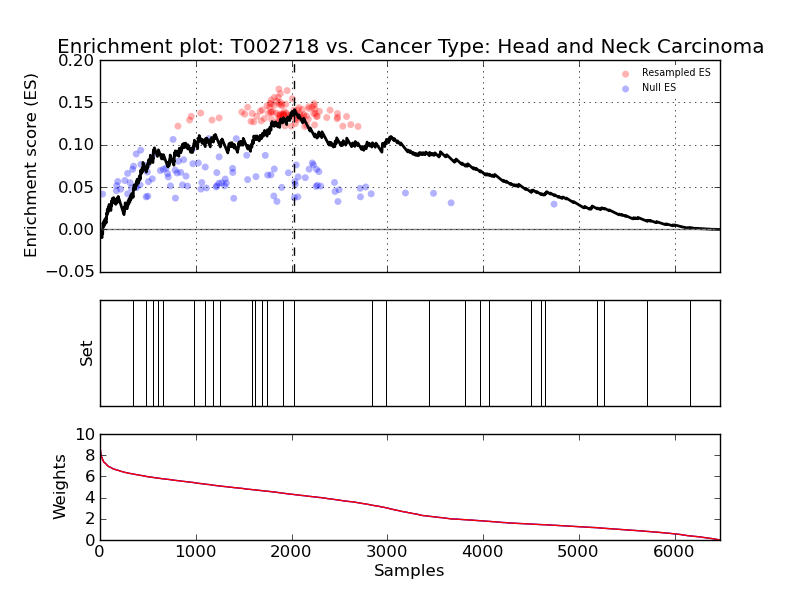 Enrichment plot: T002718 vs. Cancer Type: Head and Neck Carcinoma
Enrichment score (ES)
0.20
0.15
0.10
0.05
0.00
−0.05
Resampled ES
Null ES
Set
Weights
10
8
6
4
2
0
0 1000 2000 3000 4000 5000 6000
Samples